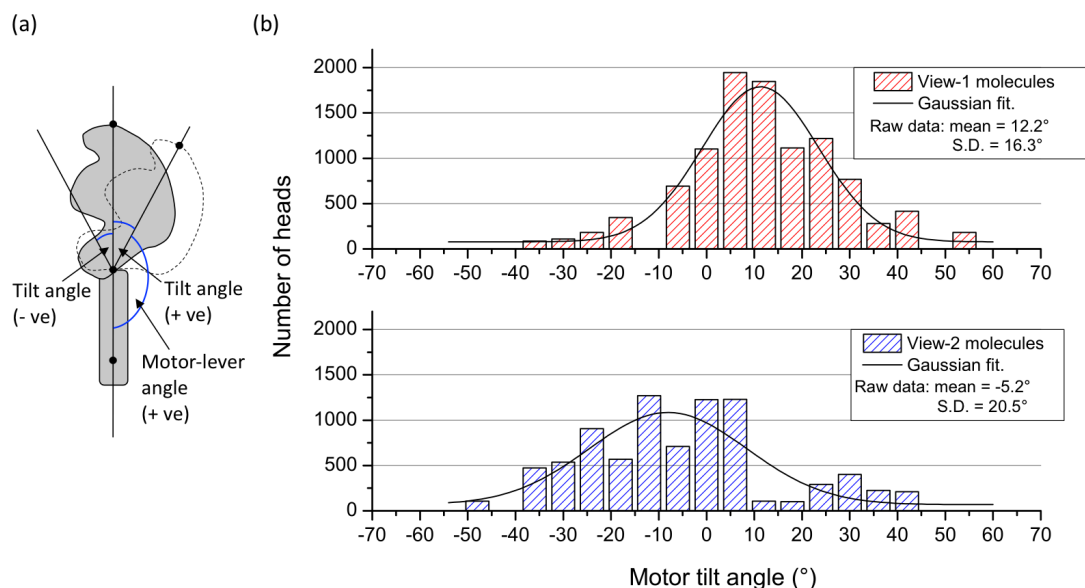 (a)
Tilt angle
(- ve)
Tilt angle
(+ ve)
Motor-lever
angle
(+ ve)
(b)
Number of heads
2000
1500
1000
500
0
-70 -60 -50 -40 -30 -20 -10 0 10 20 30 40 50 60 70
View-1 molecules
Gaussian fit.
Raw data: mean = 12.2°
S.D. = 16.3°
2000
1500
1000
500
0
-70 -60 -50 -40 -30 -20 -10 0 10 20 30 40 50 60 70
View-2 molecules
Gaussian fit.
Raw data: mean = -5.2°
S.D. = 20.5°
Motor tilt angle (°)